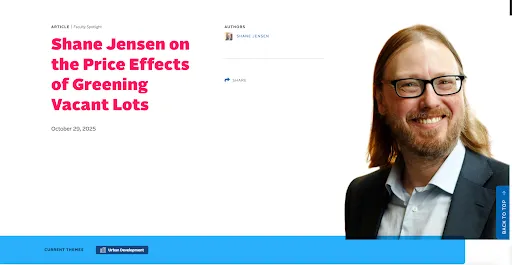 ARTICLE | Faculty Spotlight
Shane Jensen on
the Price Effects
of Greening
Vacant Lots
October 29, 2025
AUTHORS
SHANE JENSEN
SHARE
BACK TO TOP
CURRENT THEMES
Urban Development